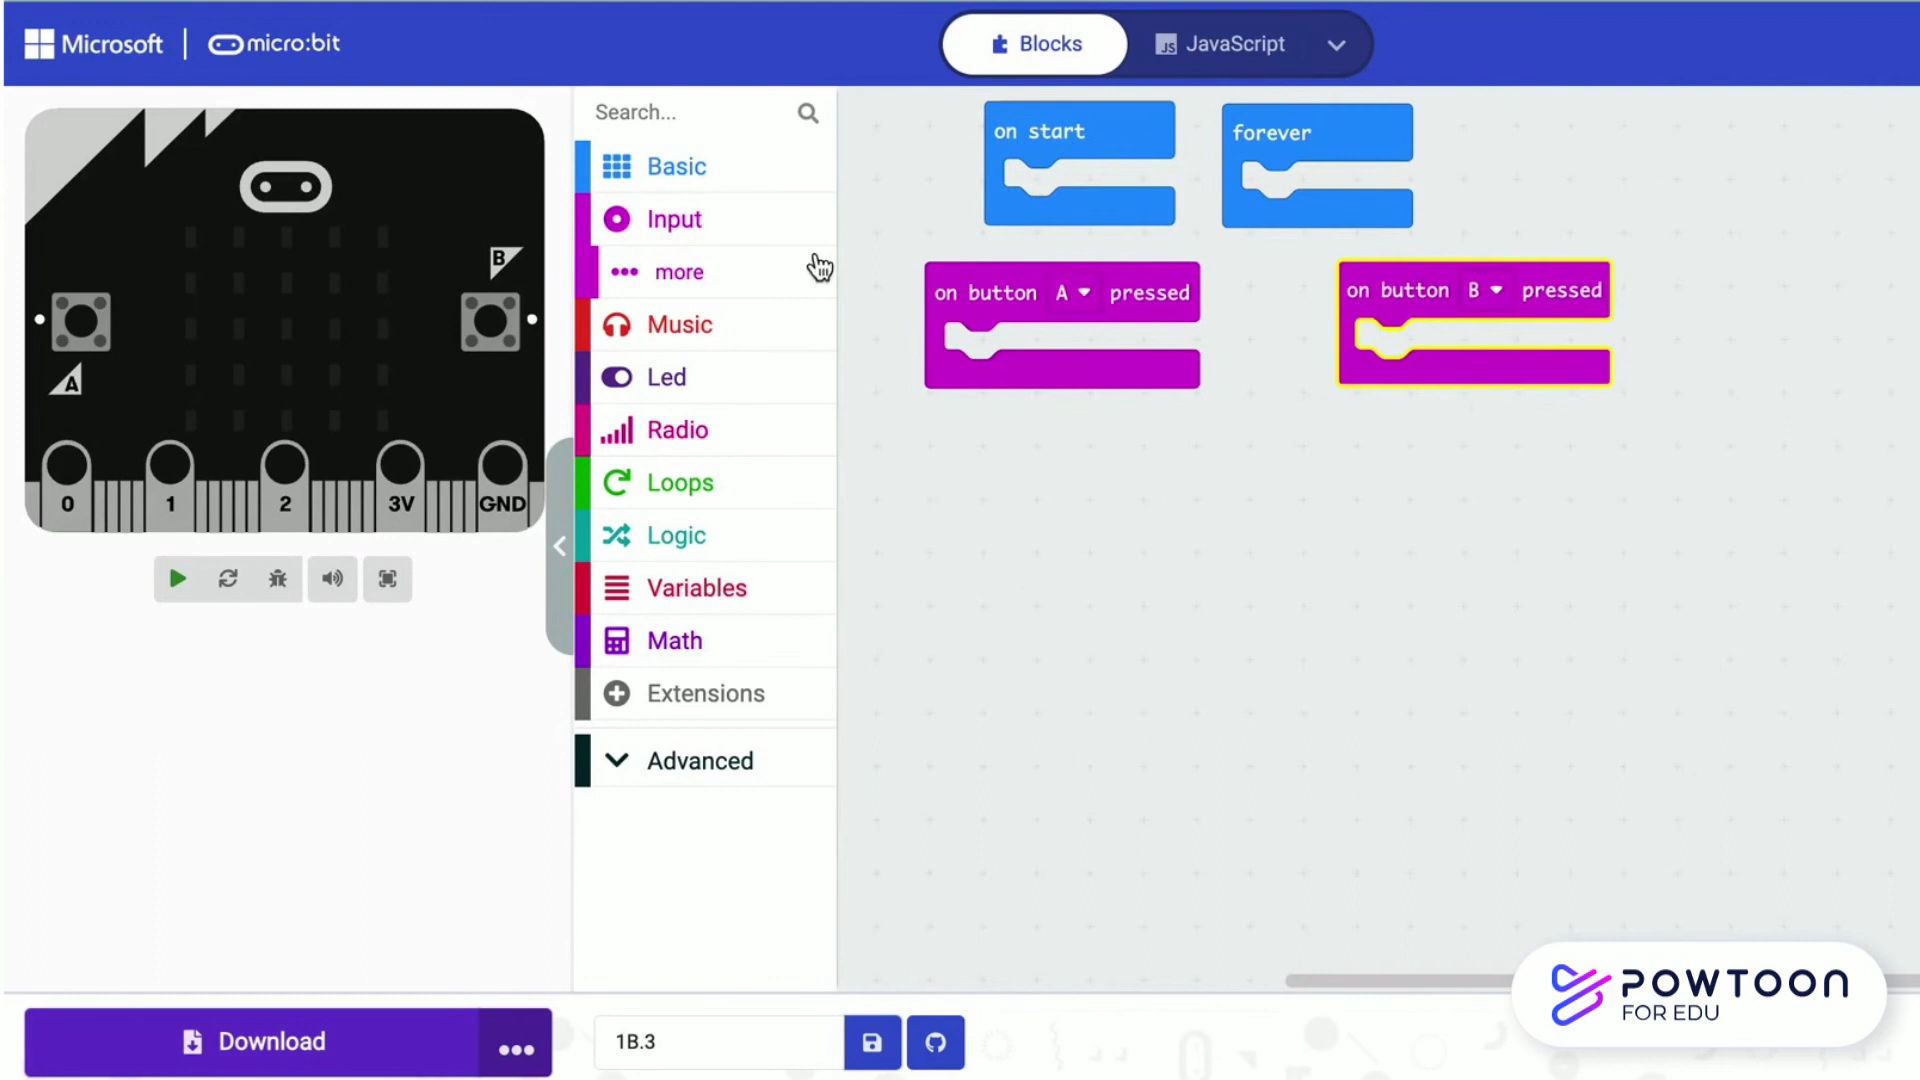 Microsoft
micro:bit
Blocks
JavaScript
Search...
Basic
Input
more
Music
Led
Radio
Loops
Logic
Variables
Math
Extensions
Advanced
on start
forever
on button A pressed
on button B pressed
B
A
0
1
2
3V
GND
Download
1B.3
POWTOON
FOR EDU